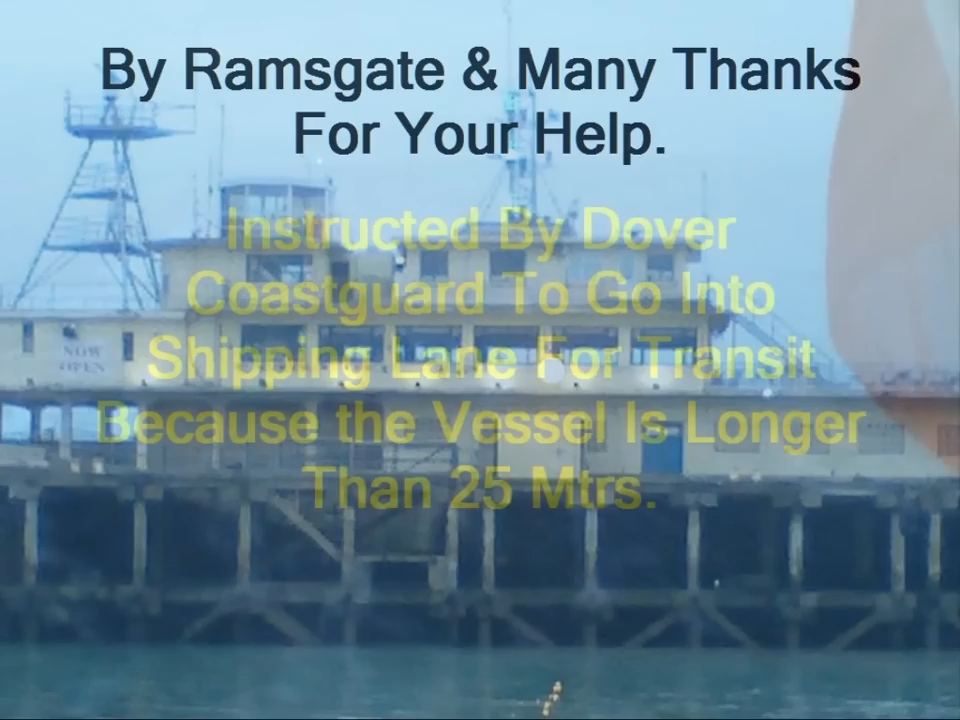 By Ramsgate & Many Thanks
For Your Help.
Instructed By Dover
Coastguard To Go Into
Shipping Lane For Transit
Because the Vessel Is Longer
Than 25 Mtrs.
NOW
OPEN